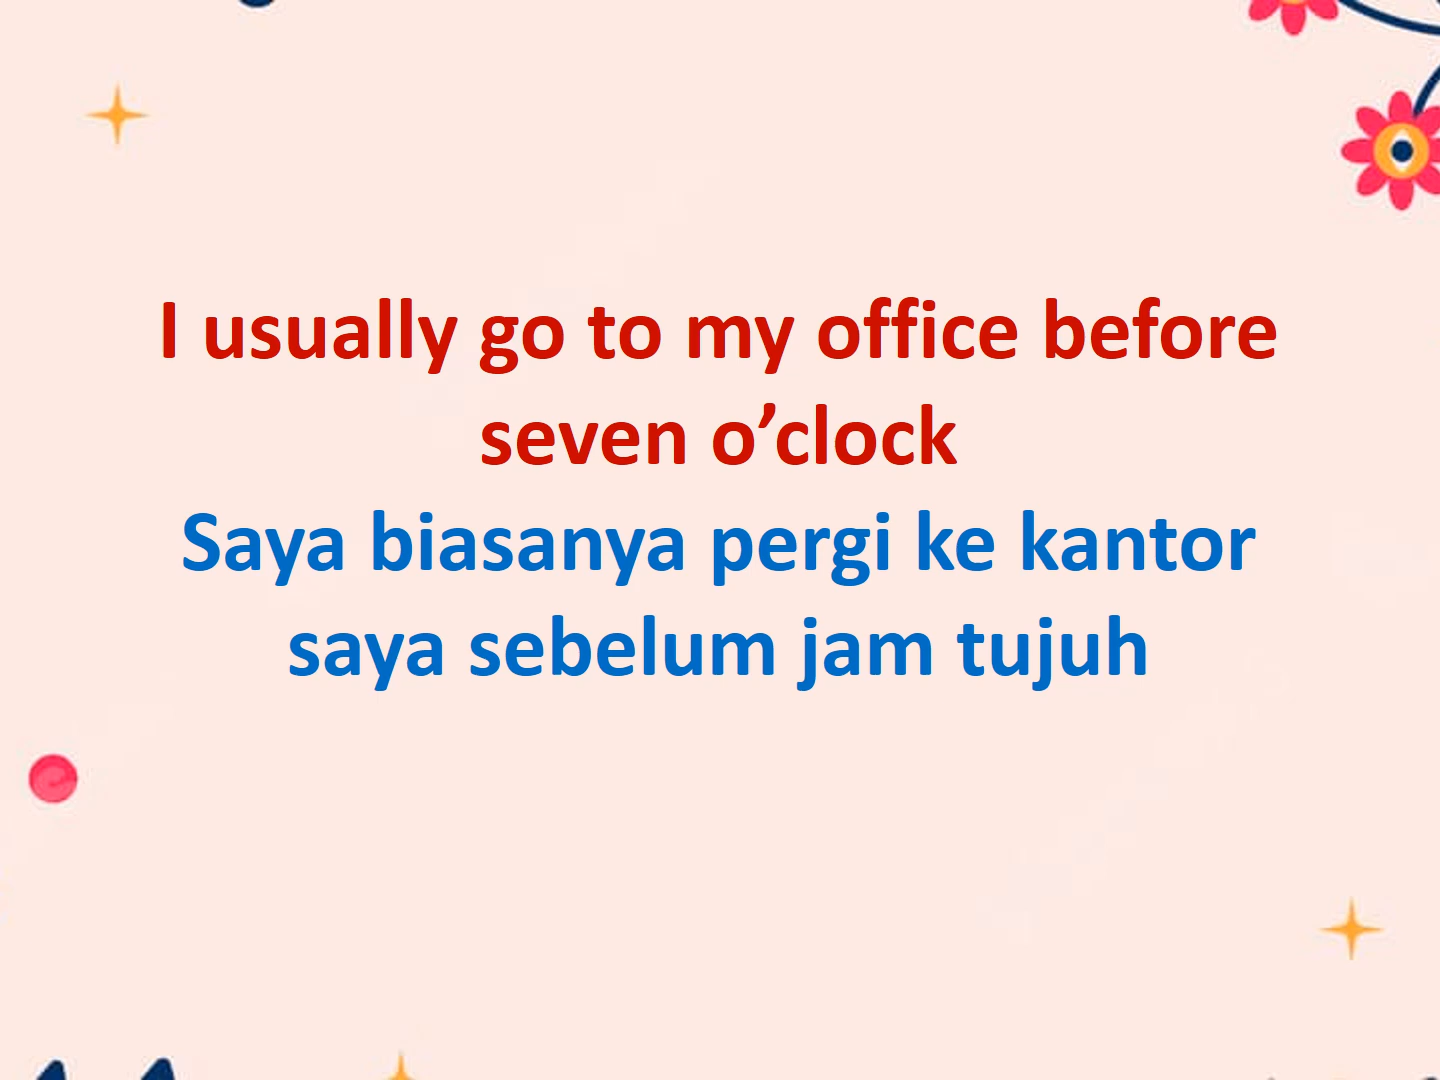 I usually go to my office before
seven o’clock
Saya biasanya pergi ke kantor
saya sebelum jam tujuh